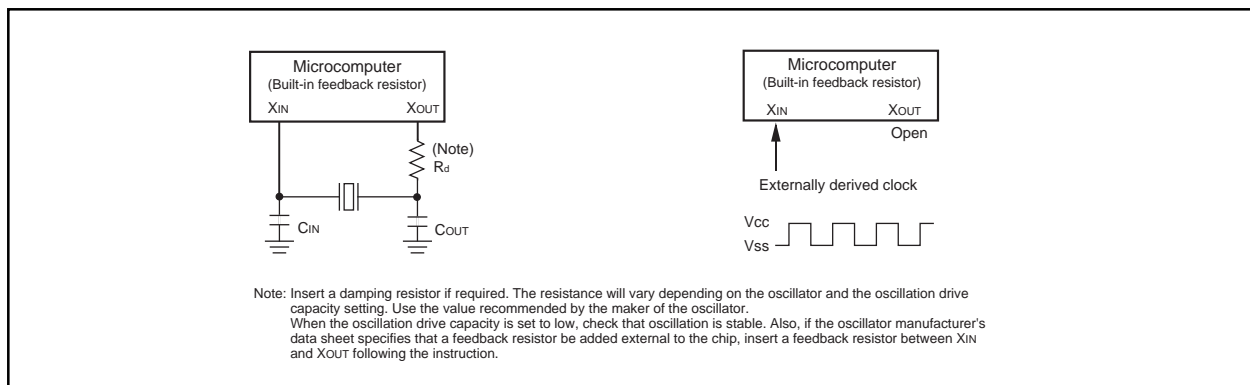 Microcomputer
(Built-in feedback resistor)
XIN XOUT
(Note)
Rd
CIN
COUT
Microcomputer
(Built-in feedback resistor)
XIN XOUT
Open
Externally derived clock
Vcc
Vss
Note: Insert a damping resistor if required. The resistance will vary depending on the oscillator and the oscillation drive
capacity setting. Use the value recommended by the maker of the oscillator.
When the oscillation drive capacity is set to low, check that oscillation is stable. Also, if the oscillator manufacturer's
data sheet specifies that a feedback resistor be added external to the chip, insert a feedback resistor between XIN
and XOUT following the instruction.